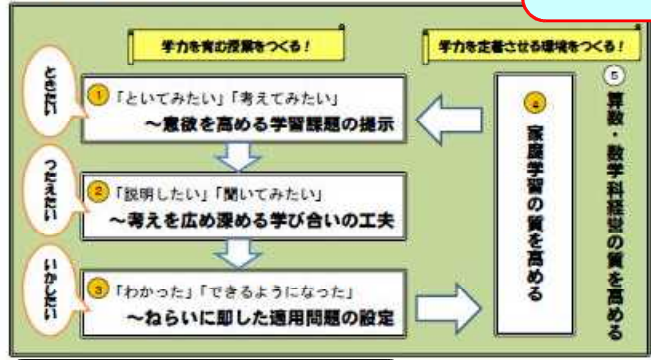 学力を育む授業をつくる！
学力を定着させる環境をつくる！
ときたい
① 「といてみたい」「考えてみたい」
～意欲を高める学習課題の提示
つたえたい
② 「説明したい」「聞いてみたい」
～考えを広め深める学び合いの工夫
いかしたい
③ 「わかった」「できるようになった」
～ねらいに即した適用問題の設定
④ 家庭学習の質を高める
⑤ 算数・数学科経営の質を高める